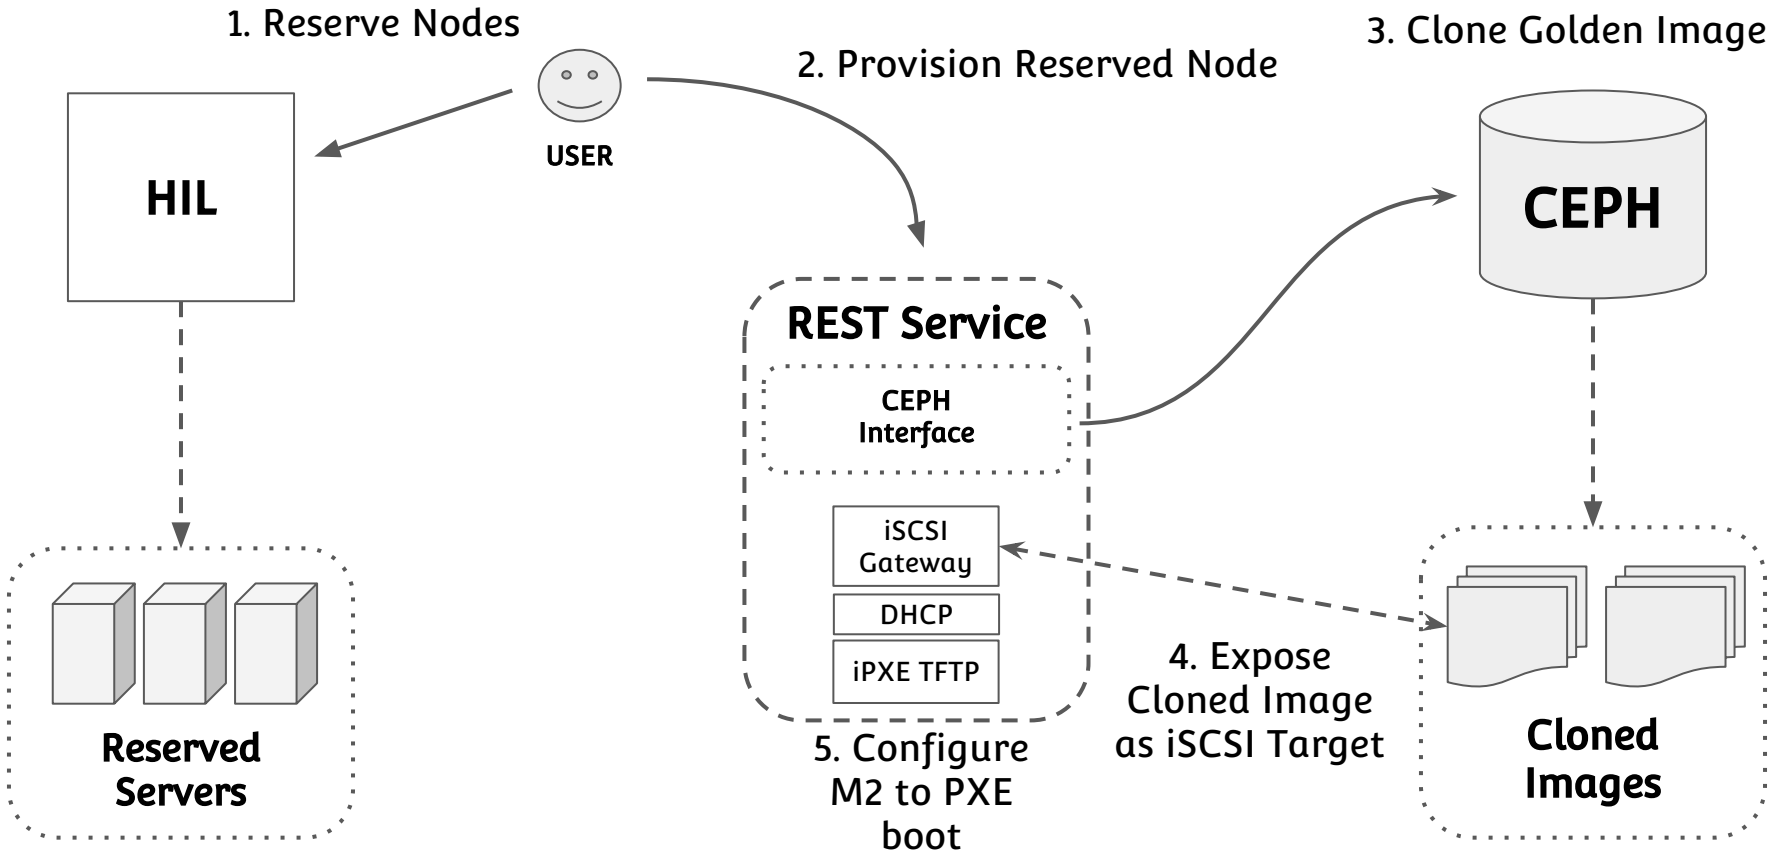 1. Reserve Nodes
2. Provision Reserved Node
3. Clone Golden Image
USER
HIL
CEPH
REST Service
CEPH
Interface
iSCSI
Gateway
DHCP
iPXE TFTP
4. Expose
Cloned Image
as iSCSI Target
5. Configure
M2 to PXE
boot
Reserved
Servers
Cloned
Images